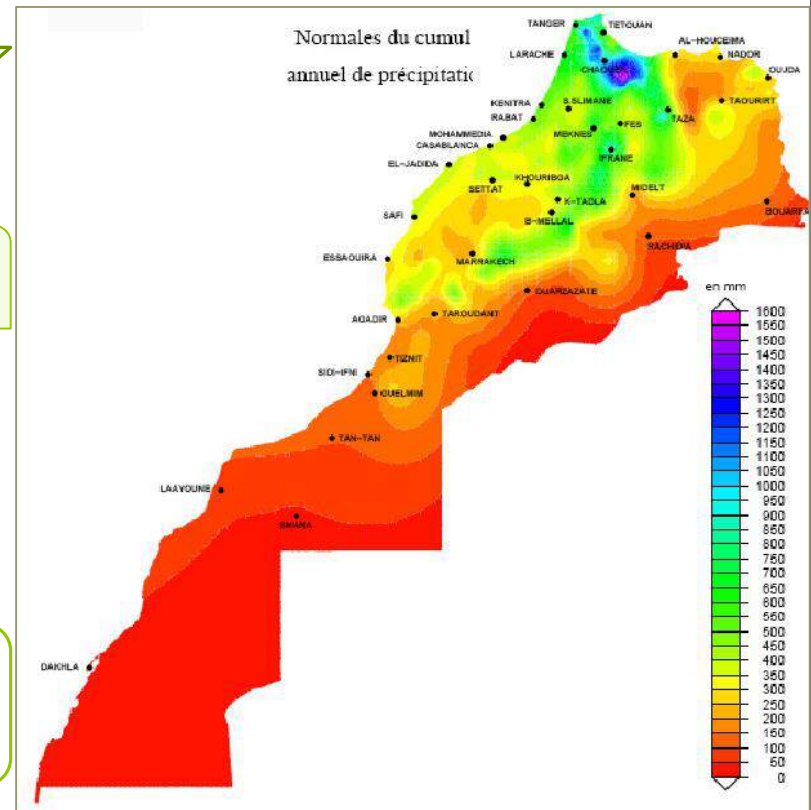 Normales du cumul
annuel de précipitatic
TANGER
TETOUAN
LARACHE
AL-HOUCEIMA
NADOR
OUJDA
CHAOUEN
KENITRA
S.SLIMANE
TAOURIRT
RABAT
FES
TAZA
MOHAMMEDIA
MEKNES
CASABLANCA
IFRANE
EL-JADIDA
KHOURIBGA
SETTAT
MIDELT
K-TADLA
BOUARFA
SAFI
B-MELLAL
RACHIDIA
ESSAOUIRA
MARRAKECH
OUARZAZATE
AGADIR
TAROUDANT
TIZNIT
SIDI-IFNI
GUELMIM
TAN-TAN
LAAYOUNE
SMARA
DAKHLA
en mm
1600
1550
1500
1450
1400
1350
1300
1250
1200
1150
1100
1050
1000
950
900
850
800
750
700
650
600
550
500
450
400
350
300
250
200
150
100
50
0